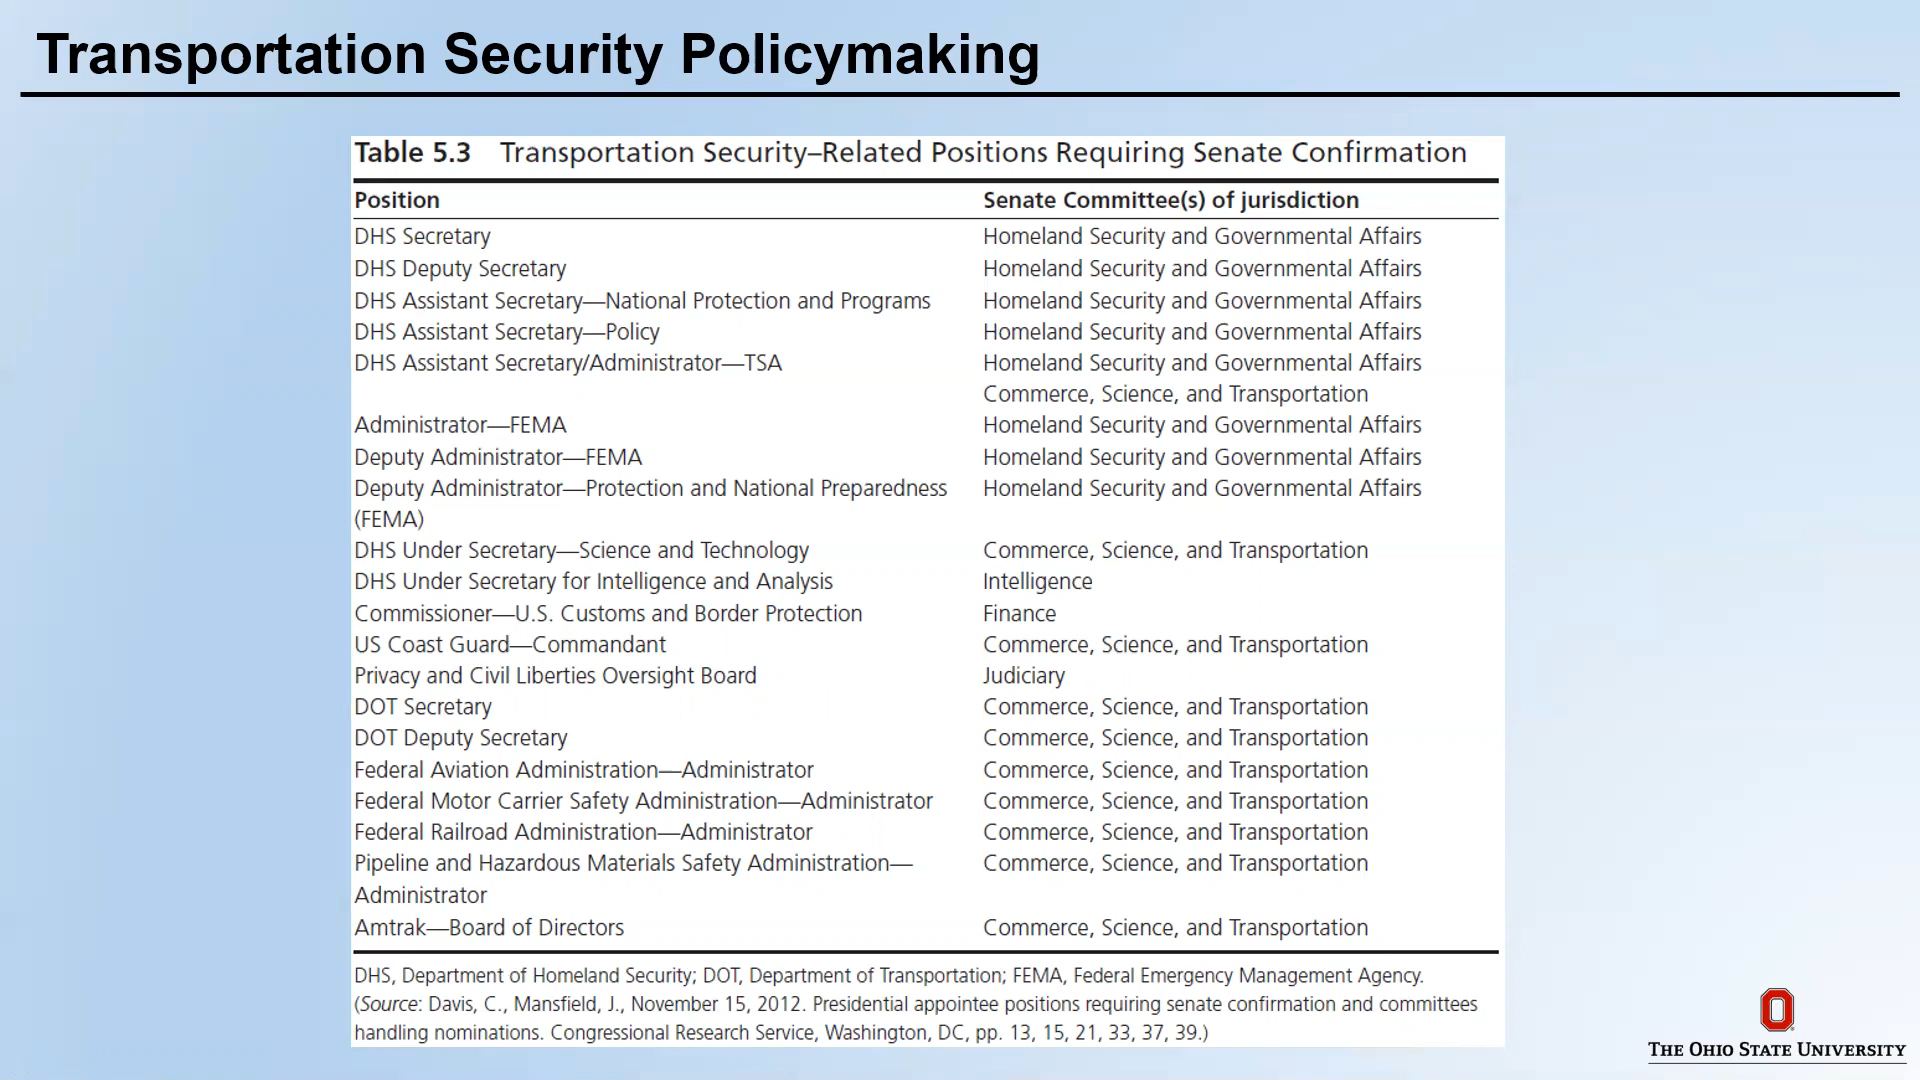 Transportation Security Policymaking
Table 5.3 Transportation Security–Related Positions Requiring Senate Confirmation
Position Senate Committee(s) of jurisdiction
DHS Secretary Homeland Security and Governmental Affairs
DHS Deputy Secretary Homeland Security and Governmental Affairs
DHS Assistant Secretary—National Protection and Programs Homeland Security and Governmental Affairs
DHS Assistant Secretary—Policy Homeland Security and Governmental Affairs
DHS Assistant Secretary/Administrator—TSA Homeland Security and Governmental Affairs
Commerce, Science, and Transportation
Administrator—FEMA Homeland Security and Governmental Affairs
Deputy Administrator—FEMA Homeland Security and Governmental Affairs
Deputy Administrator—Protection and National Preparedness Homeland Security and Governmental Affairs
(FEMA)
DHS Under Secretary—Science and Technology Commerce, Science, and Transportation
DHS Under Secretary for Intelligence and Analysis Intelligence
Commissioner—U.S. Customs and Border Protection Finance
US Coast Guard—Commandant Commerce, Science, and Transportation
Privacy and Civil Liberties Oversight Board Judiciary
DOT Secretary Commerce, Science, and Transportation
DOT Deputy Secretary Commerce, Science, and Transportation
Federal Aviation Administration—Administrator Commerce, Science, and Transportation
Federal Motor Carrier Safety Administration—Administrator Commerce, Science, and Transportation
Federal Railroad Administration—Administrator Commerce, Science, and Transportation
Pipeline and Hazardous Materials Safety Administration— Commerce, Science, and Transportation
Administrator
Amtrak—Board of Directors Commerce, Science, and Transportation
DHS, Department of Homeland Security; DOT, Department of Transportation; FEMA, Federal Emergency Management Agency.
(Source: Davis, C., Mansfield, J., November 15, 2012. Presidential appointee positions requiring senate confirmation and committees
handling nominations. Congressional Research Service, Washington, DC, pp. 13, 15, 21, 33, 37, 39.)
THE OHIO STATE UNIVERSITY